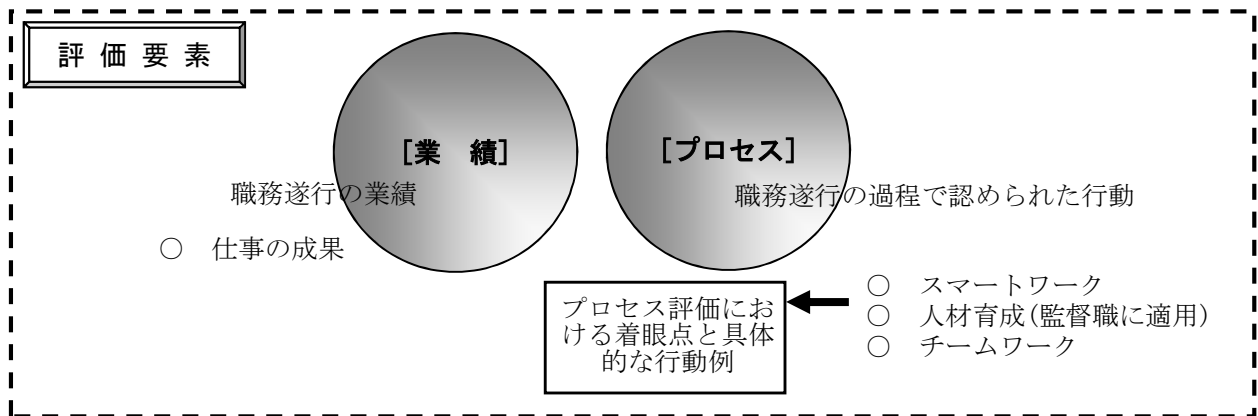 評価要素
[業　績]
[プロセス]
職務遂行の業績
職務遂行の過程で認められた行動
○　仕事の成果
プロセス評価にお
ける着眼点と具体
的な行動例
○　スマートワーク
○　人材育成(監督職に適用)
○　チームワーク